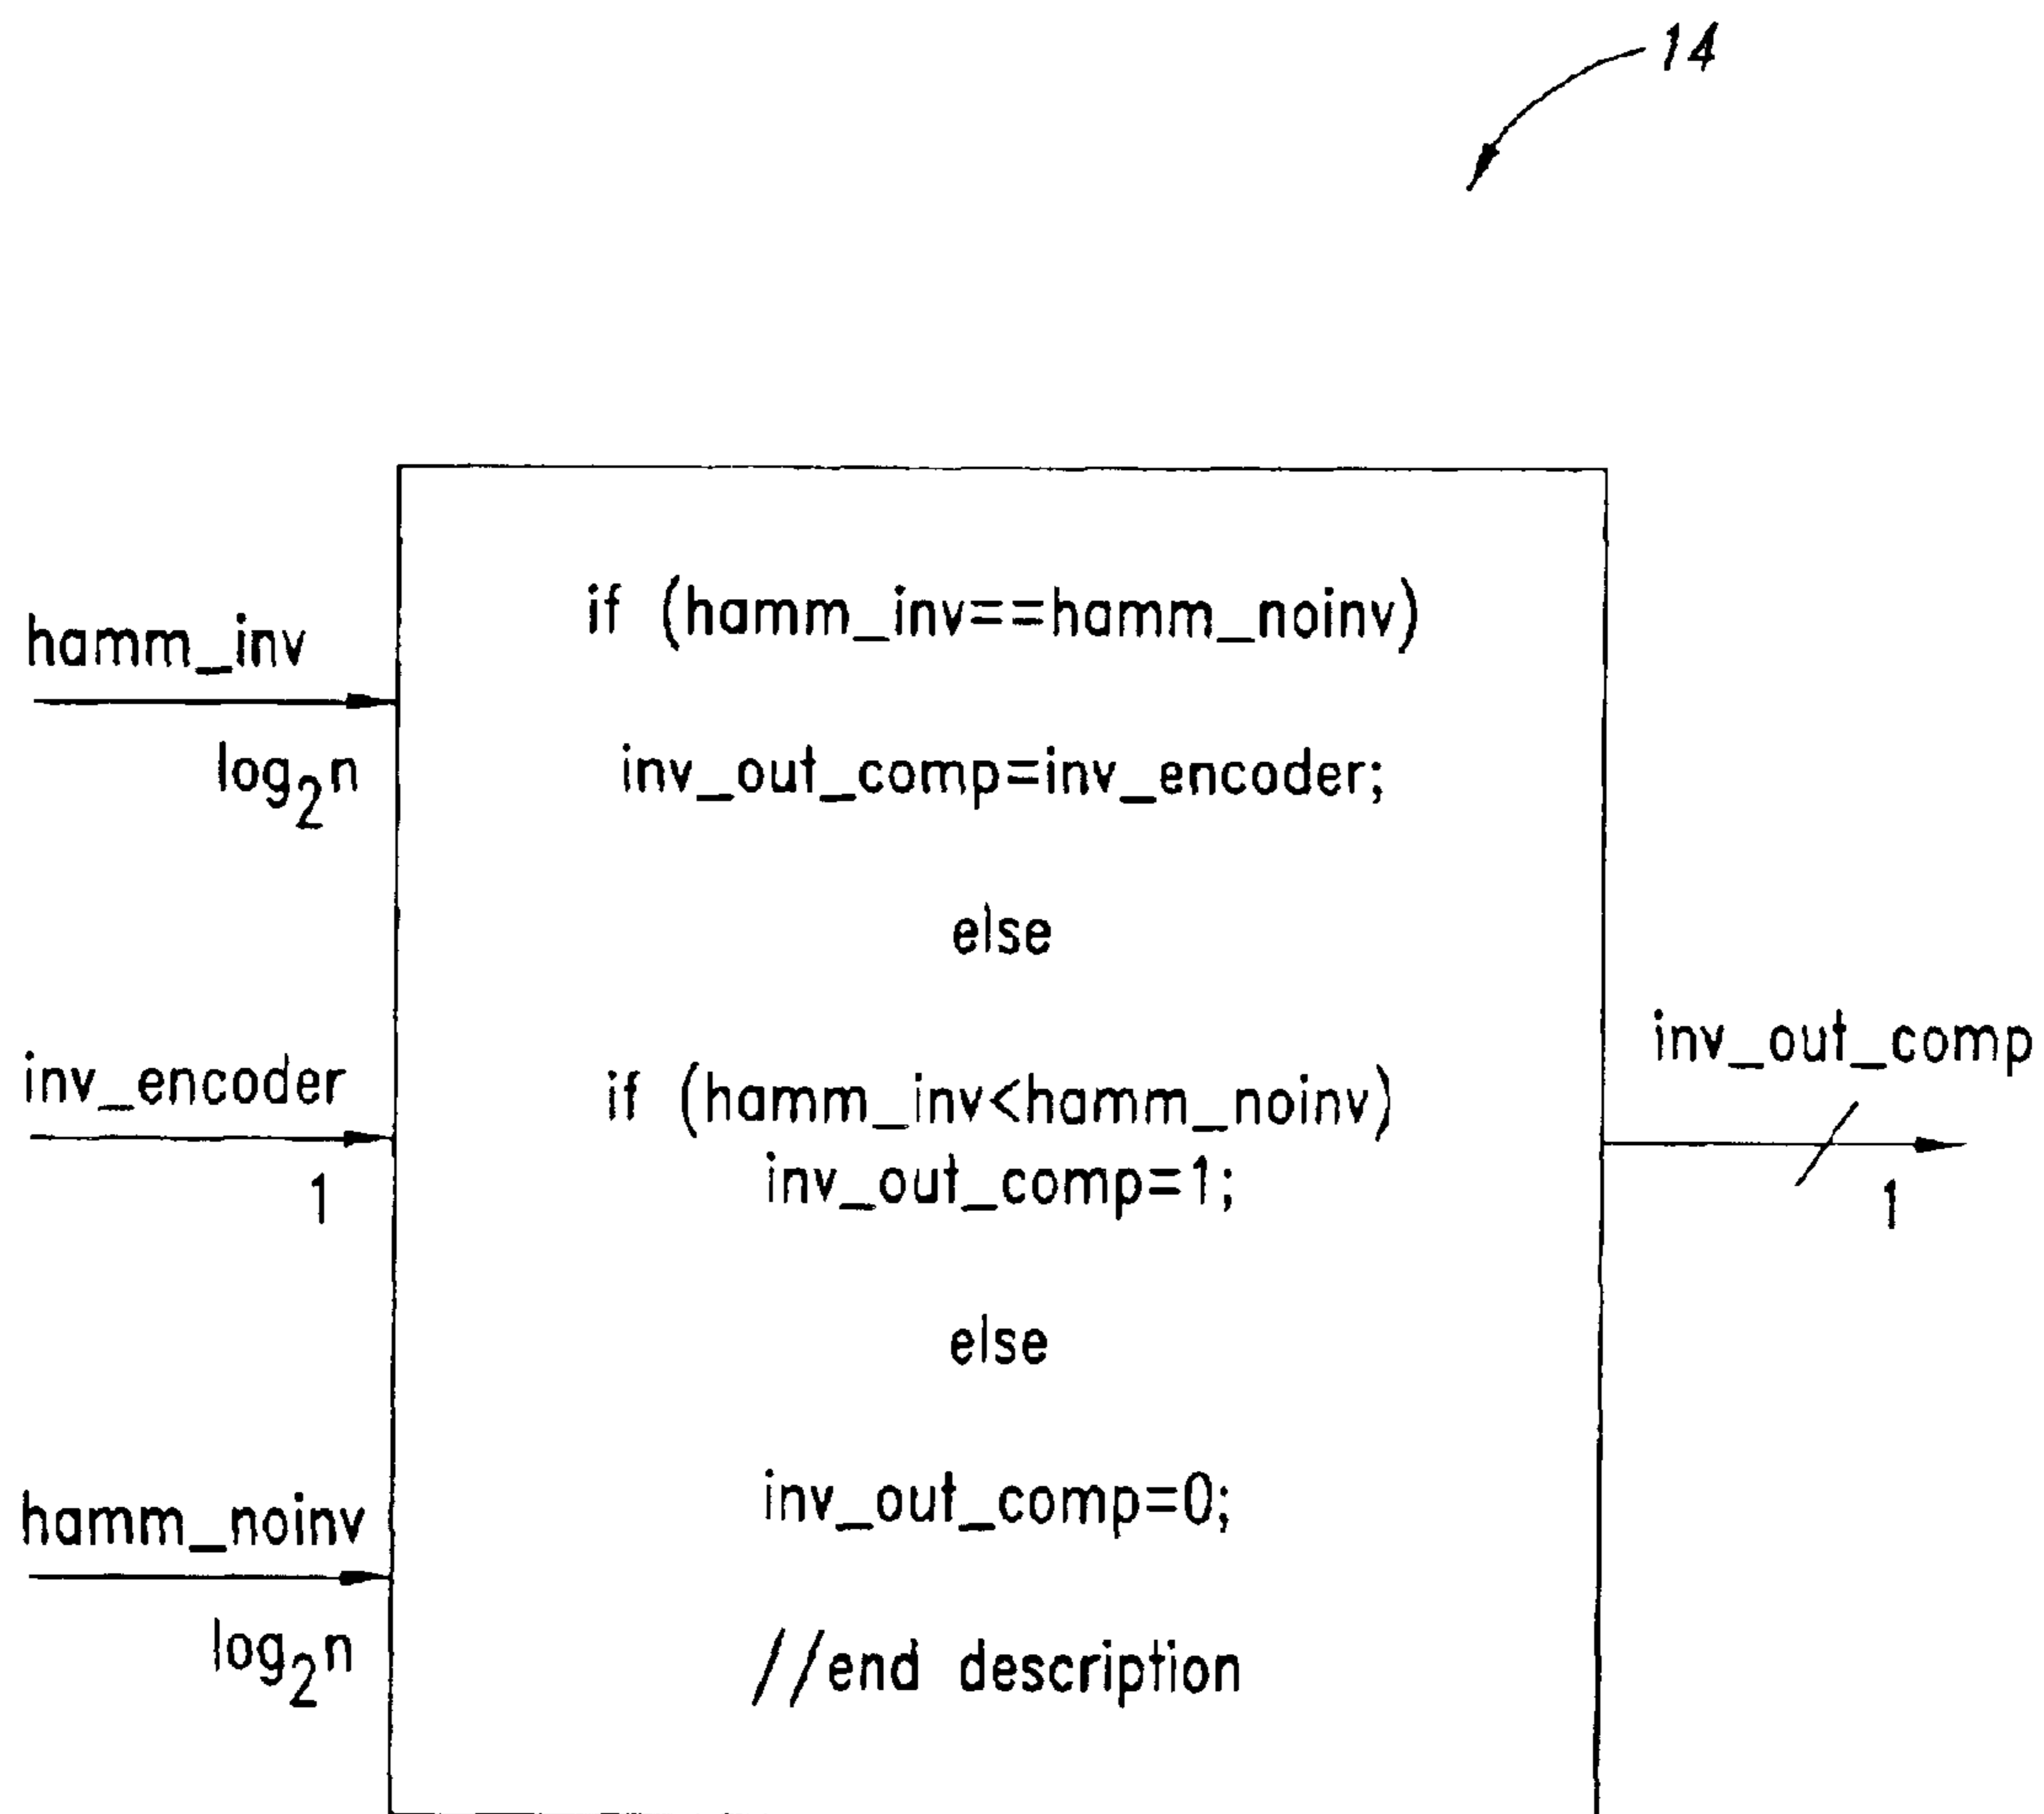 14
if (hamm_inv==hamm_noinv)
hamm_inv
log2n
inv_out_comp=inv_encoder;
else
inv_encoder
1
if (hamm_inv<hamm_noinv)
inv_out_comp=1;
inv_out_comp
1
else
hamm_noinv
log2n
inv_out_comp=0;
//end description